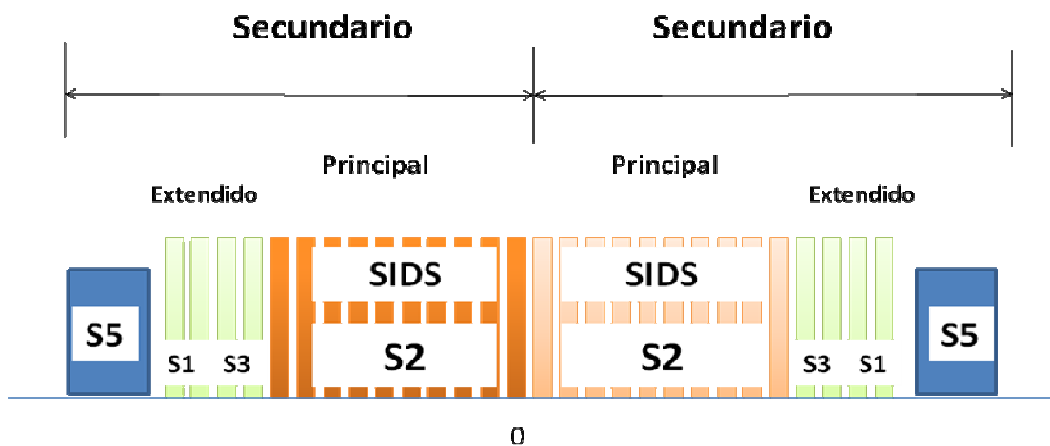 Secundario Secundario
Principal Principal
Extendido Extendido
SIDS SIDS
S5 S1 S3 S2 S2 S3 S1 S5
0